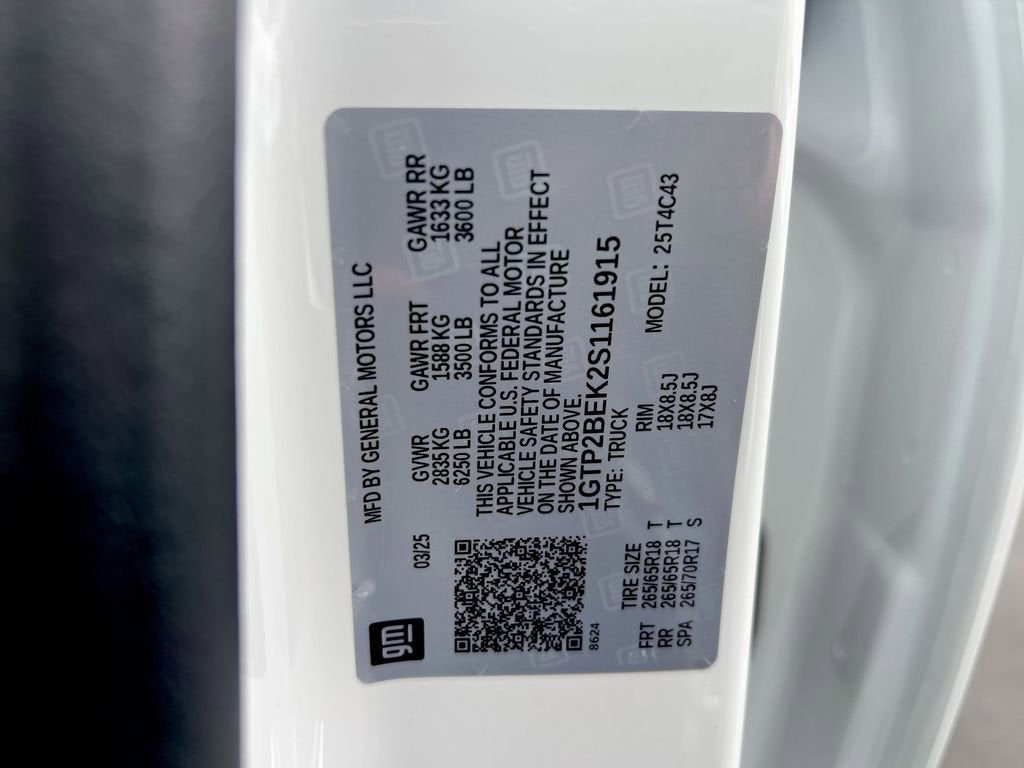 gm
MFD BY GENERAL MOTORS LLC
03/25
GVWR
2835 KG
6250 LB
GAWR FRT
1588 KG
3500 LB
GAWR RR
1633 KG
3600 LB
THIS VEHICLE CONFORMS TO ALL
APPLICABLE U.S. FEDERAL MOTOR
VEHICLE SAFETY STANDARDS IN EFFECT
ON THE DATE OF MANUFACTURE
SHOWN ABOVE.
1GTP2BEK2S1161915
TYPE: TRUCK
8624
TIRE SIZE RIM MODEL: 25T4C43
FRT 265/65R18 T 18X8.5J
RR 265/65R18 T 18X8.5J
SPA 265/70R17 S 17X8J